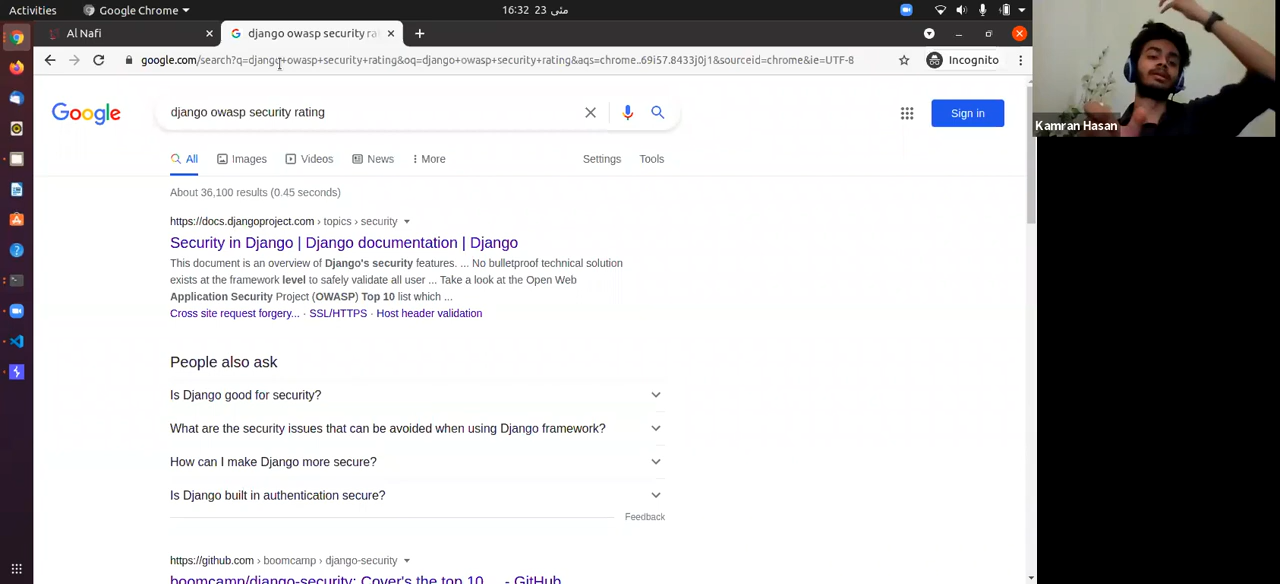 Activities
Google Chrome
مئی 23 16:32
Al Nafi
django owasp security ra
google.com/search?q=django+owasp+security+rating&oq=django+owasp+security+rating&aqs=chrome..69i57.8433j0j1&sourceid=chrome&ie=UTF-8
Incognito
Google
django owasp security rating
Sign in
All
Images
Videos
News
More
Settings
Tools
About 36,100 results (0.45 seconds)
https://docs.djangoproject.com › topics › security
Security in Django | Django documentation | Django
This document is an overview of Django's security features. ... No bulletproof technical solution
exists at the framework level to safely validate all user ... Take a look at the Open Web
Application Security Project (OWASP) Top 10 list which ...
Cross site request forgery... · SSL/HTTPS · Host header validation
People also ask
Is Django good for security?
What are the security issues that can be avoided when using Django framework?
How can I make Django more secure?
Is Django built in authentication secure?
Feedback
https://github.com › boomcamp › django-security
boomcamp/django-security: Cover's the top 10 ... - GitHub
Kamran Hasan